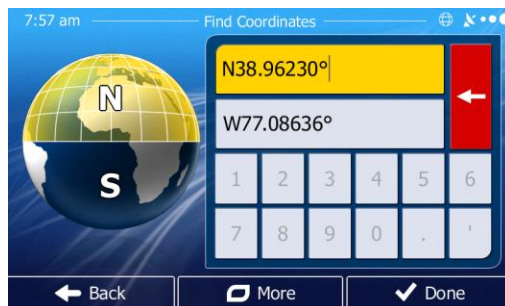 7:57 am
Find Coordinates
N
S
N38.96230°
W77.08636°
1 2 3 4 5 6
7 8 9 0 . '
Back
More
Done